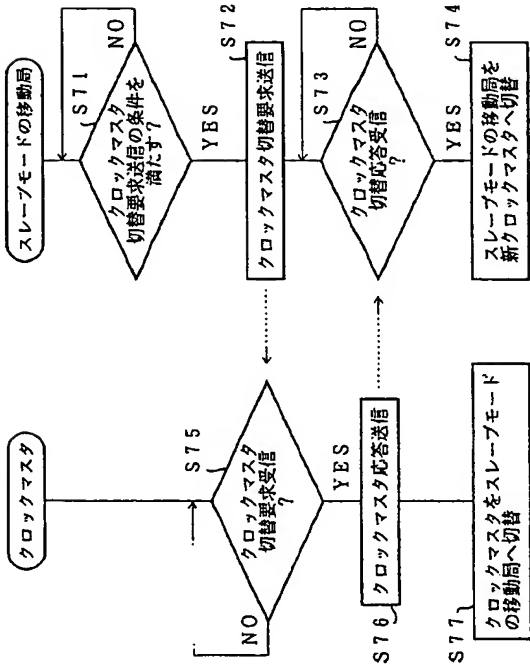 クロックマスタ
S75
クロックマスタ
切替要求受信
?
NO
YES
S76
クロックマスタ応答送信
S77
クロックマスタをスレーブモード
の移動局へ切替
スレーブモードの移動局
S71
クロックマスタ
切替要求送信の条件を
満たす?
NO
YES
S72
クロックマスタ切替要求送信
S73
クロックマスタ
切替応答受信
?
NO
YES
S74
スレーブモードの移動局を
新クロックマスタへ切替